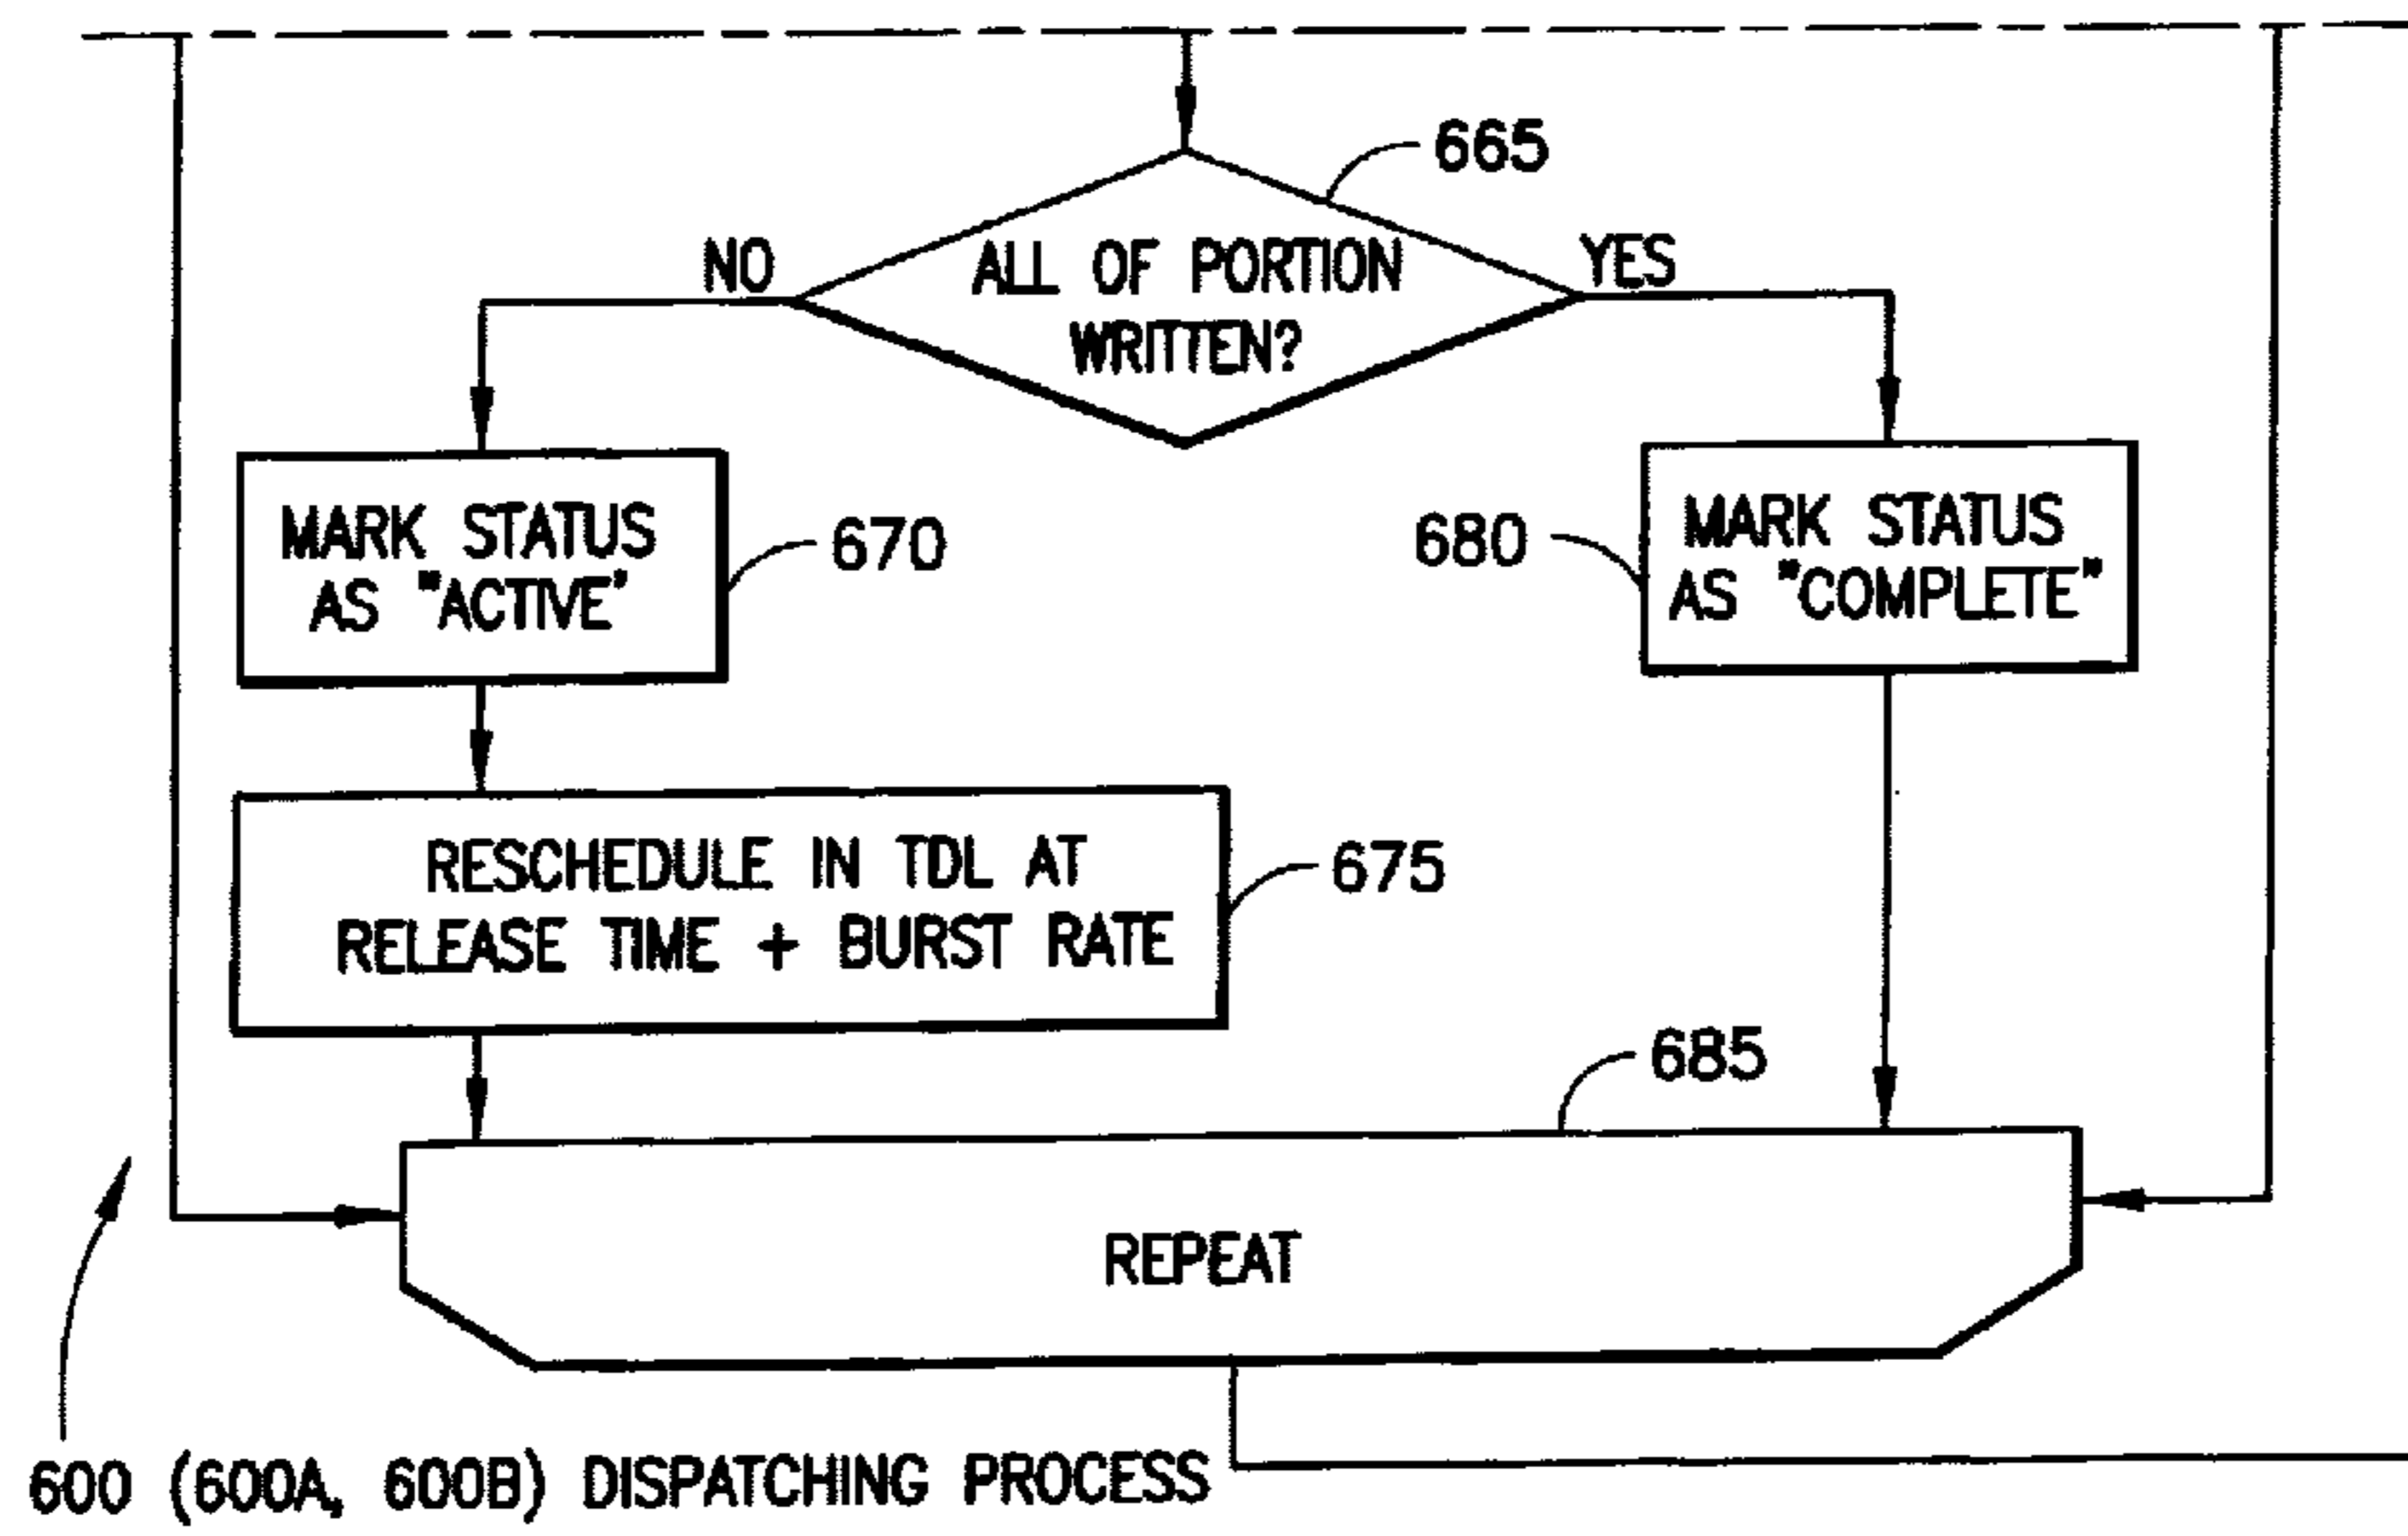 665
NO
ALL OF PORTION
WRITTEN?
YES
MARK STATUS
AS "ACTIVE'
670
680
MARK STATUS
AS "COMPLETE"
RESCHEDULE IN TDL AT
RELEASE TIME + BURST RATE
675
685
REPEAT
600 (600A, 600B) DISPATCHING PROCESS